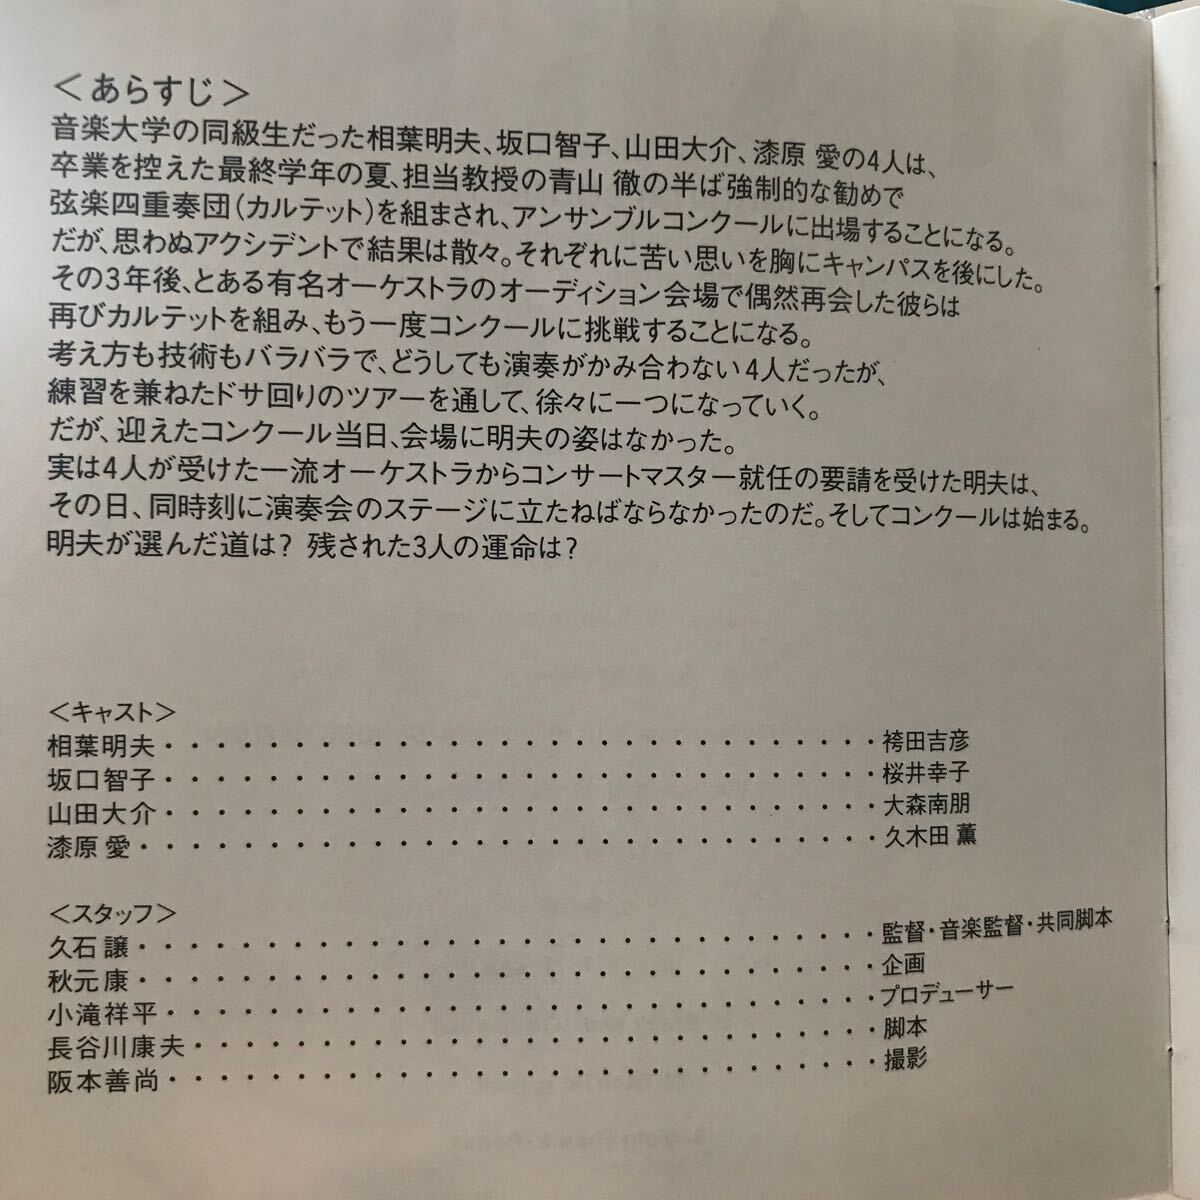 ＜あらすじ＞
音楽大学の同級生だった相葉明夫、坂口智子、山田大介、漆原 愛の4人は、
卒業を控えた最終学年の夏、担当教授の青山 徹の半ば強制的な勧めで
弦楽四重奏団（カルテット）を組まされ、アンサンブルコンクールに出場することになる。
だが、思わぬアクシデントで結果は散々。それぞれに苦い思いを胸にキャンパスを後にした。
その3年後、とある有名オーケストラのオーディション会場で偶然再会した彼らは
再びカルテットを組み、もう一度コンクールに挑戦することになる。
考え方も技術もバラバラで、どうしても演奏がかみ合わない4人だったが、
練習を兼ねたドサ回りのツアーを通して、徐々に一つになっていく。
だが、迎えたコンクール当日、会場に明夫の姿はなかった。
実は4人が受けた一流オーケストラからコンサートマスター就任の要請を受けた明夫は、
その日、同時刻に演奏会のステージに立たねばならなかったのだ。そしてコンクールは始まる。
明夫が選んだ道は？ 残された3人の運命は？
＜キャスト＞
相葉明夫・・・・・・・・・・・・・・・・・・・・・・・・袴田吉彦
坂口智子・・・・・・・・・・・・・・・・・・・・・・・・桜井幸子
山田大介・・・・・・・・・・・・・・・・・・・・・・・・大森南朋
漆原 愛・・・・・・・・・・・・・・・・・・・・・・・・・久木田 薫
＜スタッフ＞
久石 譲・・・・・・・・・・・・・・・・・・・・・・・・・監督・音楽監督・共同脚本
秋元 康・・・・・・・・・・・・・・・・・・・・・・・・・企画
小滝祥平・・・・・・・・・・・・・・・・・・・・・・・・プロデューサー
長谷川康夫・・・・・・・・・・・・・・・・・・・・・・・脚本
阪本善尚・・・・・・・・・・・・・・・・・・・・・・・・撮影